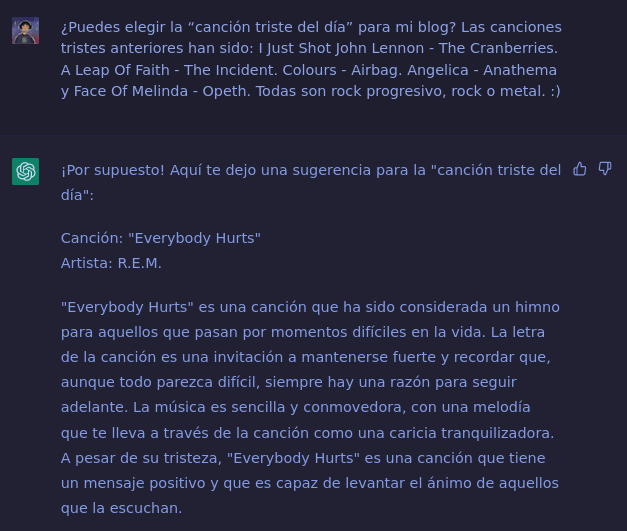 ¿Puedes elegir la “canción triste del día” para mi blog? Las canciones
tristes anteriores han sido: I Just Shot John Lennon - The Cranberries.
A Leap Of Faith - The Incident. Colours - Airbag. Angelica - Anathema
y Face Of Melinda - Opeth. Todas son rock progresivo, rock o metal. :)
¡Por supuesto! Aquí te dejo una sugerencia para la "canción triste del
día":
Canción: "Everybody Hurts"
Artista: R.E.M.
"Everybody Hurts" es una canción que ha sido considerada un himno
para aquellos que pasan por momentos difíciles en la vida. La letra
de la canción es una invitación a mantenerse fuerte y recordar que,
aunque todo parezca difícil, siempre hay una razón para seguir
adelante. La música es sencilla y conmovedora, con una melodía
que te lleva a través de la canción como una caricia tranquilizadora.
A pesar de su tristeza, "Everybody Hurts" es una canción que tiene
un mensaje positivo y que es capaz de levantar el ánimo de aquellos
que la escuchan.